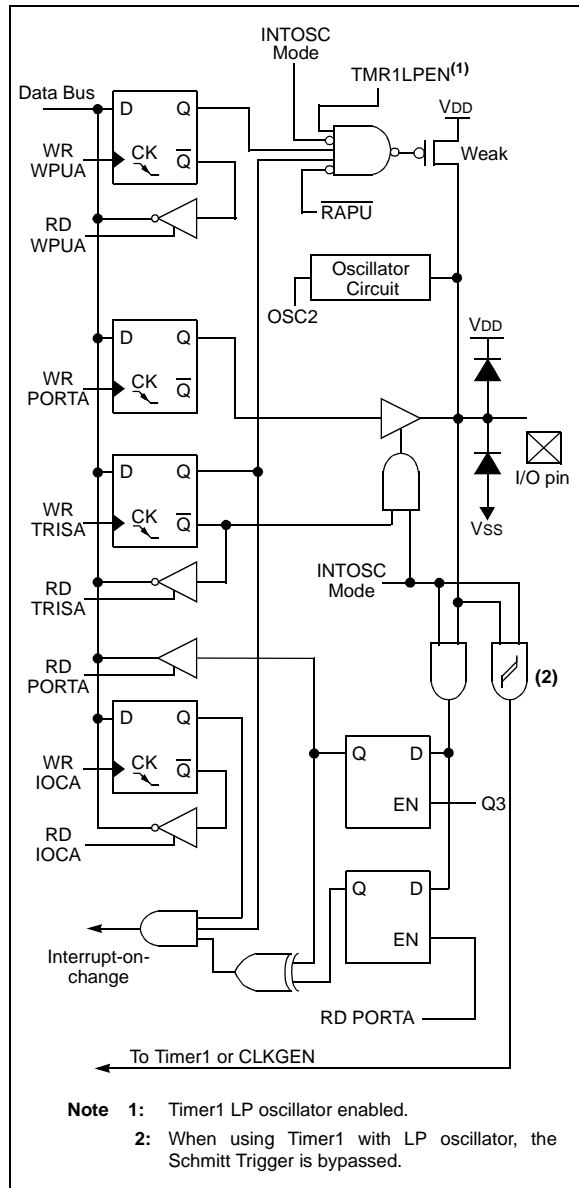 INTOSC
Mode
TMR1LPEN(1)
Data Bus
D Q
VDD
WR
WPUA
CK Q
Weak
RD
WPUA
RAPU
Oscillator
Circuit
OSC2
VDD
D Q
WR
PORTA
CK Q
I/O pin
D Q
VSS
WR
TRISA
CK Q
INTOSC
Mode
RD
TRISA
RD
PORTA
(2)
D Q
Q D
WR
IOCA
CK Q
EN
Q3
RD
IOCA
Q D
EN
Interrupt-on-
change
RD PORTA
To Timer1 or CLKGEN
Note 1: Timer1 LP oscillator enabled.
2: When using Timer1 with LP oscillator, the
Schmitt Trigger is bypassed.